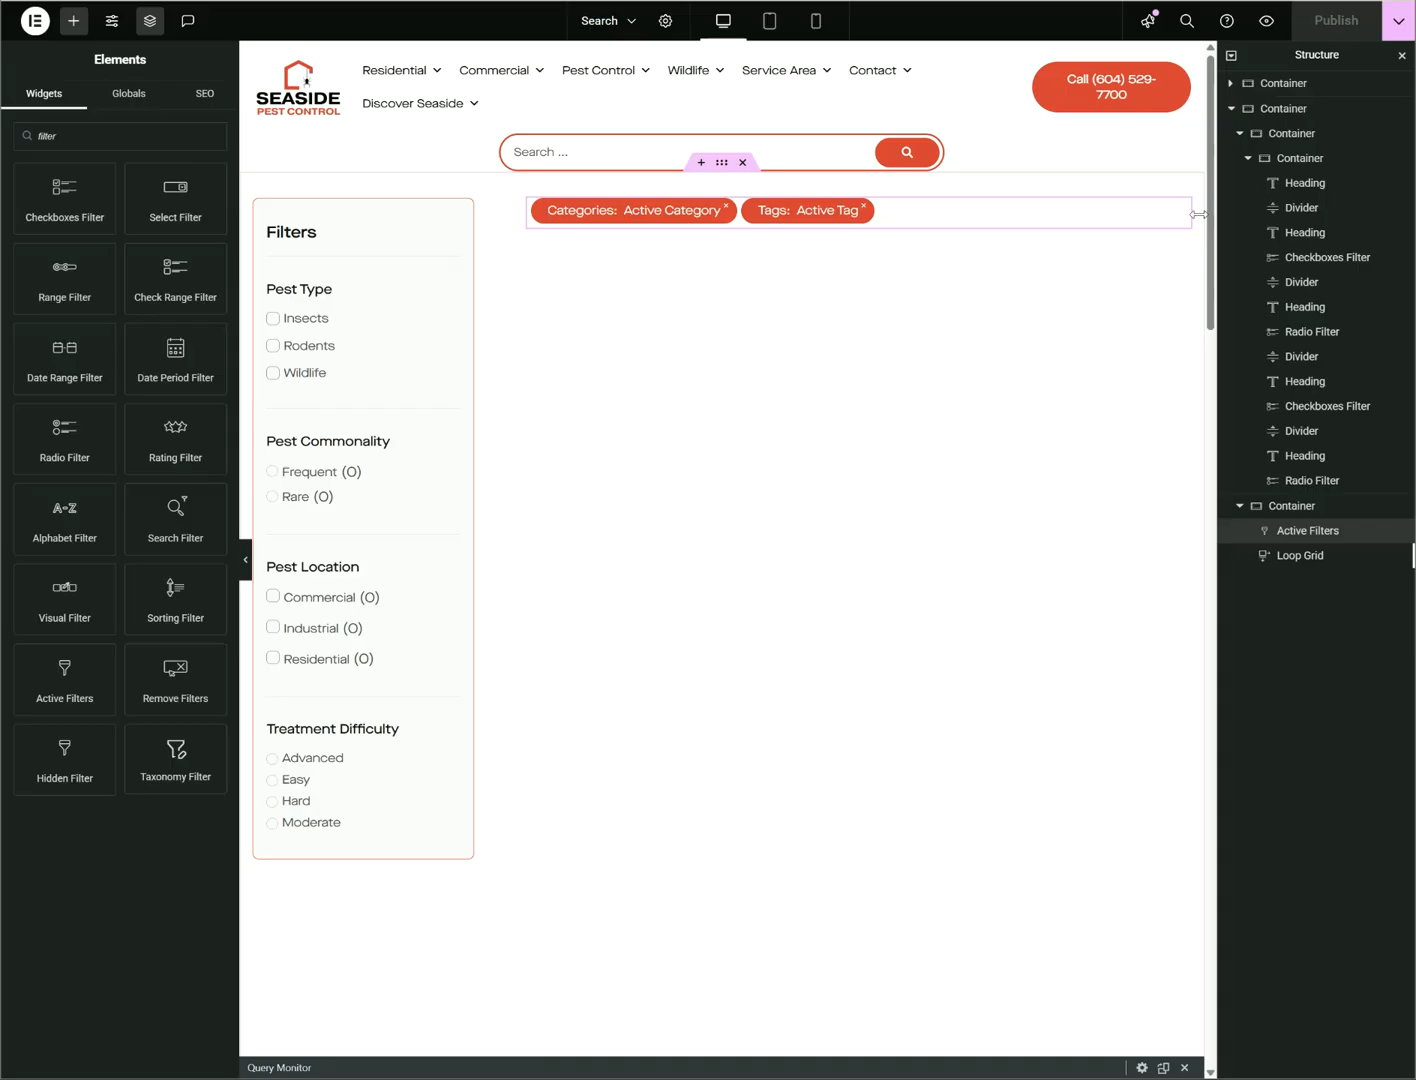 Search
Publish
Elements
Widgets
Globals
SEO
filter
Checkboxes Filter
Select Filter
Range Filter
Check Range Filter
Date Range Filter
Date Period Filter
Radio Filter
Rating Filter
A-Z
Alphabet Filter
Search Filter
Visual Filter
Sorting Filter
Active Filters
Remove Filters
Hidden Filter
Taxonomy Filter
SEASIDE
PEST CONTROL
Residential
Commercial
Pest Control
Wildlife
Service Area
Contact
Discover Seaside
Call (604) 529-
7700
Search ...
Filters
Pest Type
Insects
Rodents
Wildlife
Pest Commonality
Frequent (0)
Rare (0)
Pest Location
Commercial (0)
Industrial (0)
Residential (0)
Treatment Difficulty
Advanced
Easy
Hard
Moderate
Categories: Active Category ×
Tags: Active Tag ×
Query Monitor
Structure
Container
Container
Container
Container
Heading
Divider
Heading
Checkboxes Filter
Divider
Heading
Radio Filter
Divider
Heading
Checkboxes Filter
Divider
Heading
Radio Filter
Container
Active Filters
Loop Grid